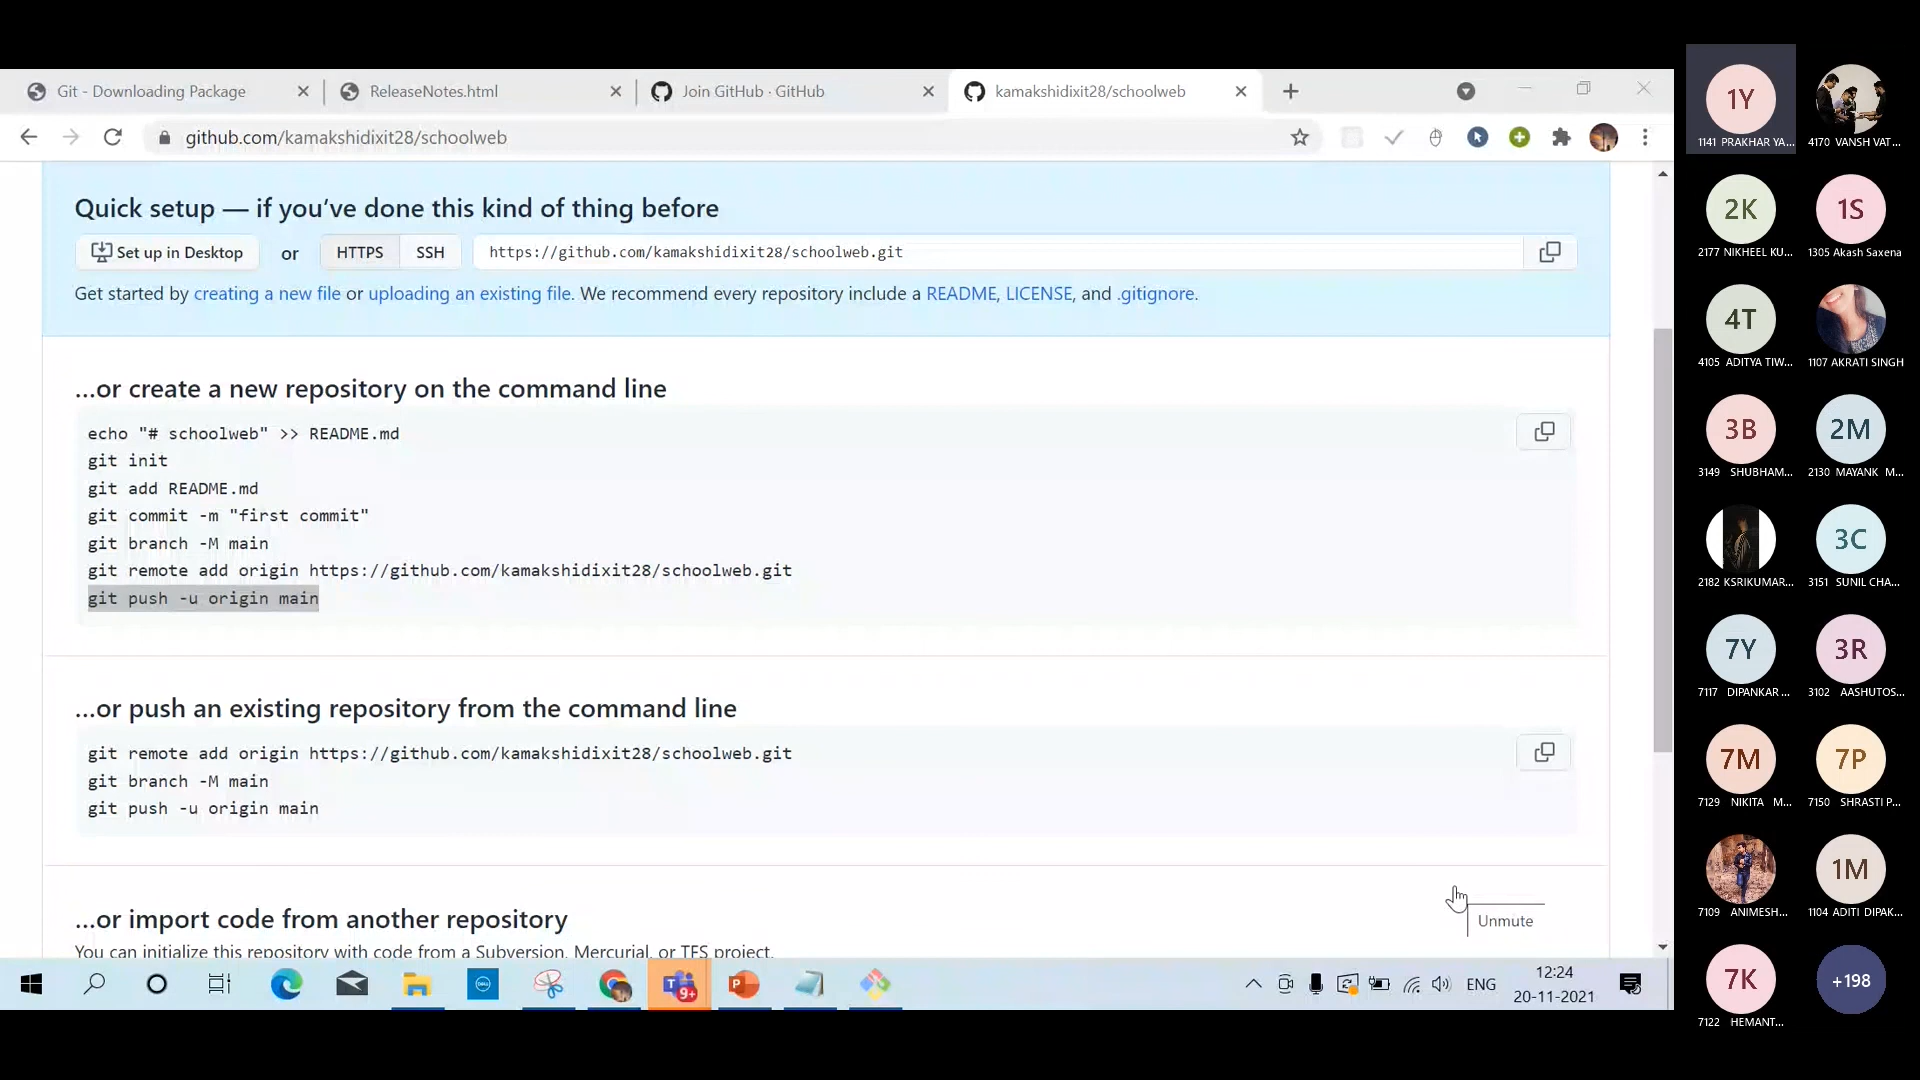 Git - Downloading Package
ReleaseNotes.html
Join GitHub · GitHub
kamakshidixit28/schoolweb
github.com/kamakshidixit28/schoolweb
Quick setup — if you’ve done this kind of thing before
Set up in Desktop or HTTPS SSH https://github.com/kamakshidixit28/schoolweb.git
Get started by creating a new file or uploading an existing file. We recommend every repository include a README, LICENSE, and .gitignore.
...or create a new repository on the command line
echo "# schoolweb" >> README.md
git init
git add README.md
git commit -m "first commit"
git branch -M main
git remote add origin https://github.com/kamakshidixit28/schoolweb.git
git push -u origin main
...or push an existing repository from the command line
git remote add origin https://github.com/kamakshidixit28/schoolweb.git
git branch -M main
git push -u origin main
...or import code from another repository
You can initialize this repository with code from a Subversion, Mercurial, or TFS project.
Unmute
T 9+
P
DELL
ENG
12:24
20-11-2021
1Y
1141 PRAKHAR YA...
4170 VANSH VAT...
2K
2177 NIKHEEL KU...
1S
1305 Akash Saxena
4T
4105 ADITYA TIW...
1107 AKRATI SINGH
3B
3149 SHUBHAM...
2M
2130 MAYANK M...
2182 KSRIKUMAR...
3C
3151 SUNIL CHA...
7Y
7117 DIPANKAR ...
3R
3102 AASHUTOS...
7M
7129 NIKITA M...
7P
7150 SHRASTI P...
7109 ANIMESH...
1M
1104 ADITI DIPAK...
7K
7122 HEMANT...
+198